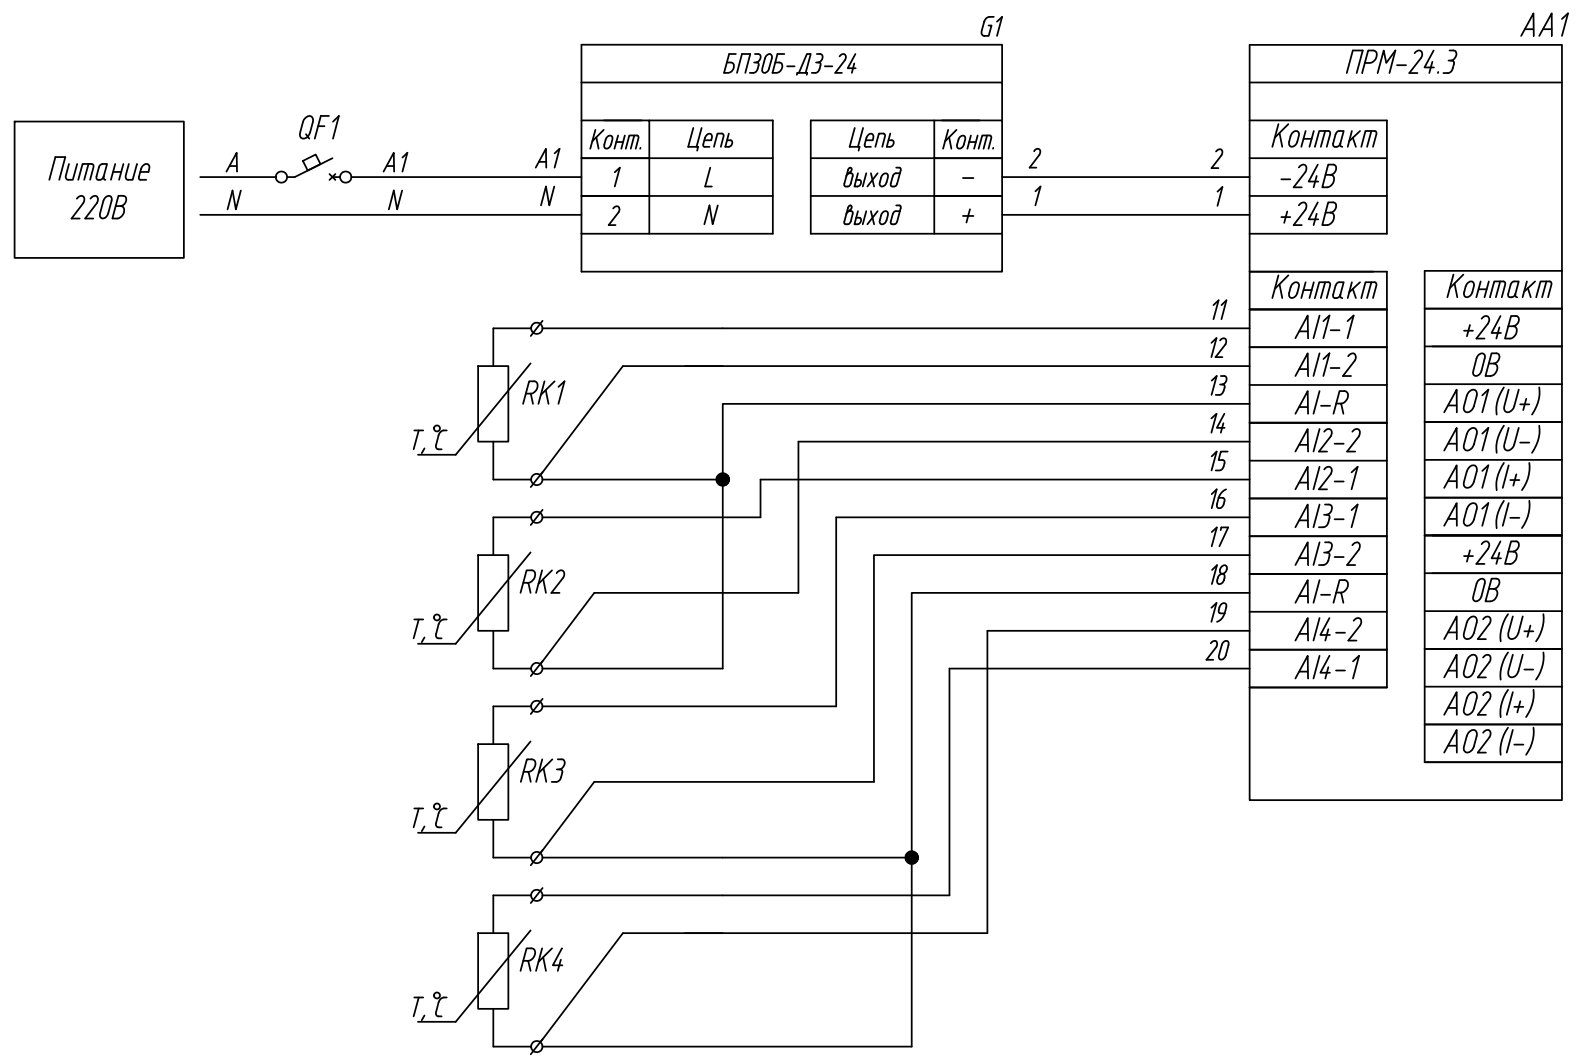 G1
AA1
БП30Б-Д3-24
ПРМ-24.3
Питание
220В
QF1
A
A1
A1
N
N
N
Конт. Цепь
1 L
2 N
Цепь Конт.
выход -
выход +
2 2
1 1
Контакт
-24В
+24В
Контакт
11 AI1-1
12 AI1-2
13 AI-R
14 AI2-2
15 AI2-1
16 AI3-1
17 AI3-2
18 AI-R
19 AI4-2
20 AI4-1
Контакт
+24В
0В
AO1(U+)
AO1(U-)
AO1(I+)
AO1(I-)
+24В
0В
AO2 (U+)
AO2 (U-)
AO2 (I+)
AO2 (I-)
RK1
T,°C
RK2
T,°C
RK3
T,°C
RK4
T,°C